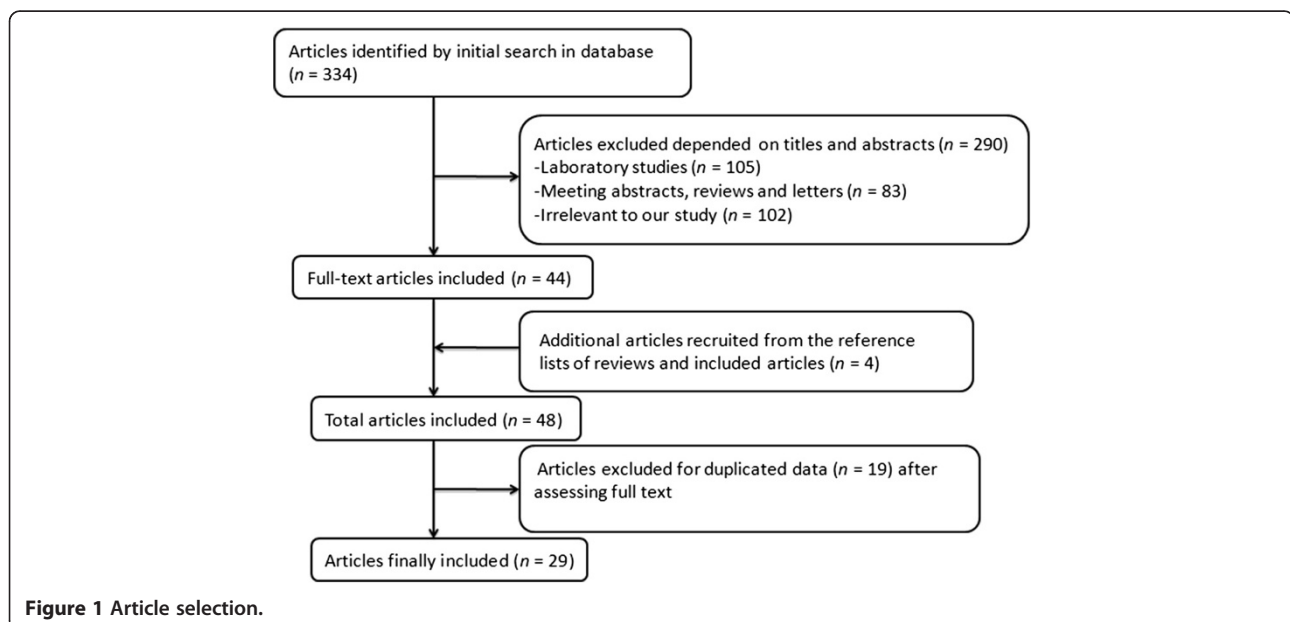 Articles identified by initial search in database
(n = 334)
Articles excluded depended on titles and abstracts (n = 290)
-Laboratory studies (n = 105)
-Meeting abstracts, reviews and letters (n = 83)
-Irrelevant to our study (n = 102)
Full-text articles included (n = 44)
Additional articles recruited from the reference
lists of reviews and included articles (n = 4)
Total articles included (n = 48)
Articles excluded for duplicated data (n = 19) after
assessing full text
Articles finally included (n = 29)
Figure 1 Article selection.